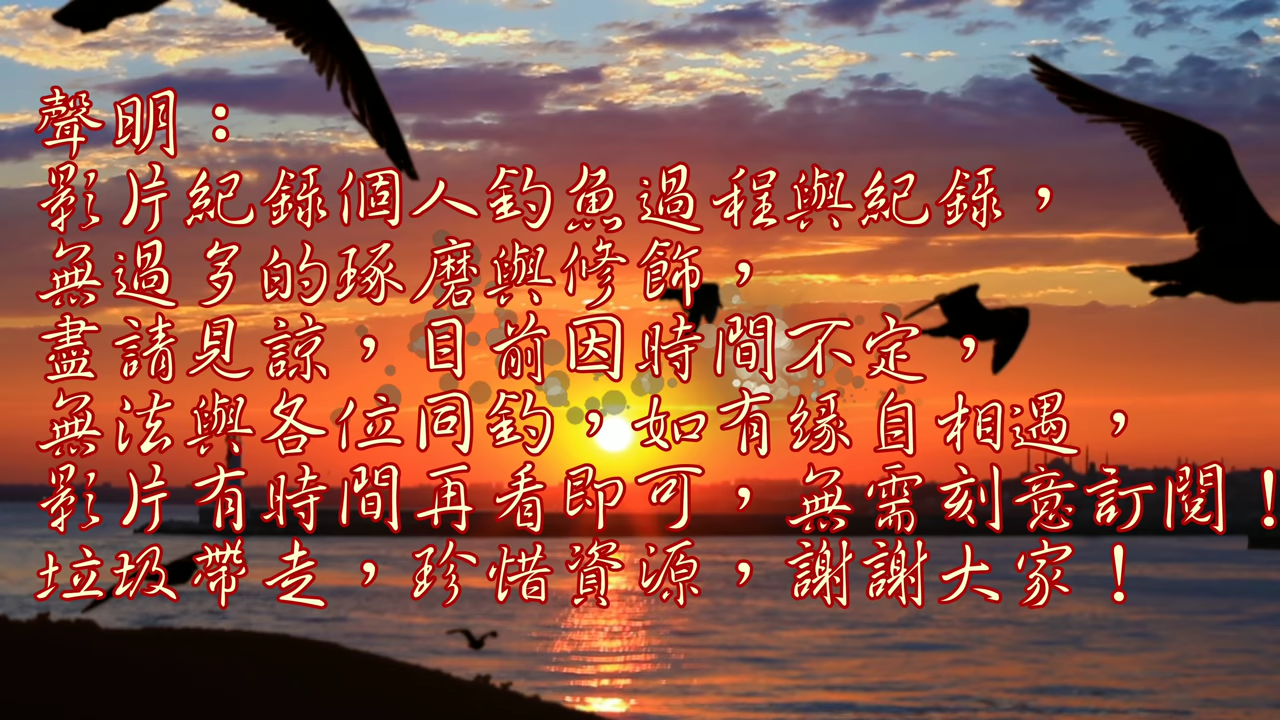 聲明：
影片紀錄個人釣魚過程與紀錄，
無過多的琢磨與修飾，
盡請見諒，目前因時間不定，
無法與各位同釣，如有緣自相遇，
影片有時間再看即可，無需刻意訂閱！
垃圾帶走，珍惜資源，謝謝大家！